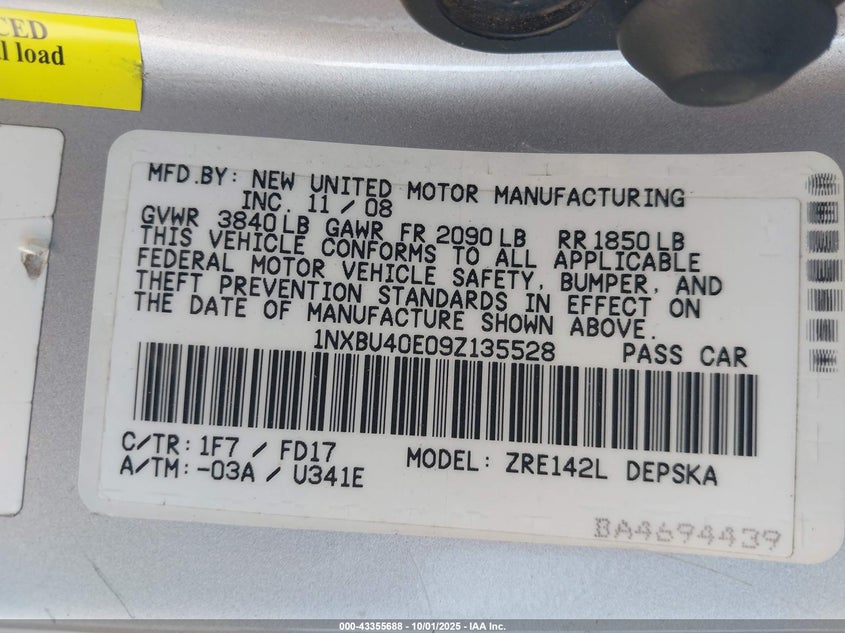 CED
l load
MFD.BY: NEW UNITED MOTOR MANUFACTURING
INC. 11 / 08
GVWR 3840 LB GAWR FR 2090 LB RR 1850 LB
THIS VEHICLE CONFORMS TO ALL APPLICABLE
FEDERAL MOTOR VEHICLE SAFETY, BUMPER, AND
THEFT PREVENTION STANDARDS IN EFFECT ON
THE DATE OF MANUFACTURE SHOWN ABOVE.
1NXBU40E09Z135528 PASS CAR
C/TR: 1F7 / FD17
A/TM: -03A / U341E MODEL: ZRE142L DEPSKA
BA4694439
000-43355688 - 10/01/2025 - IAA Inc.